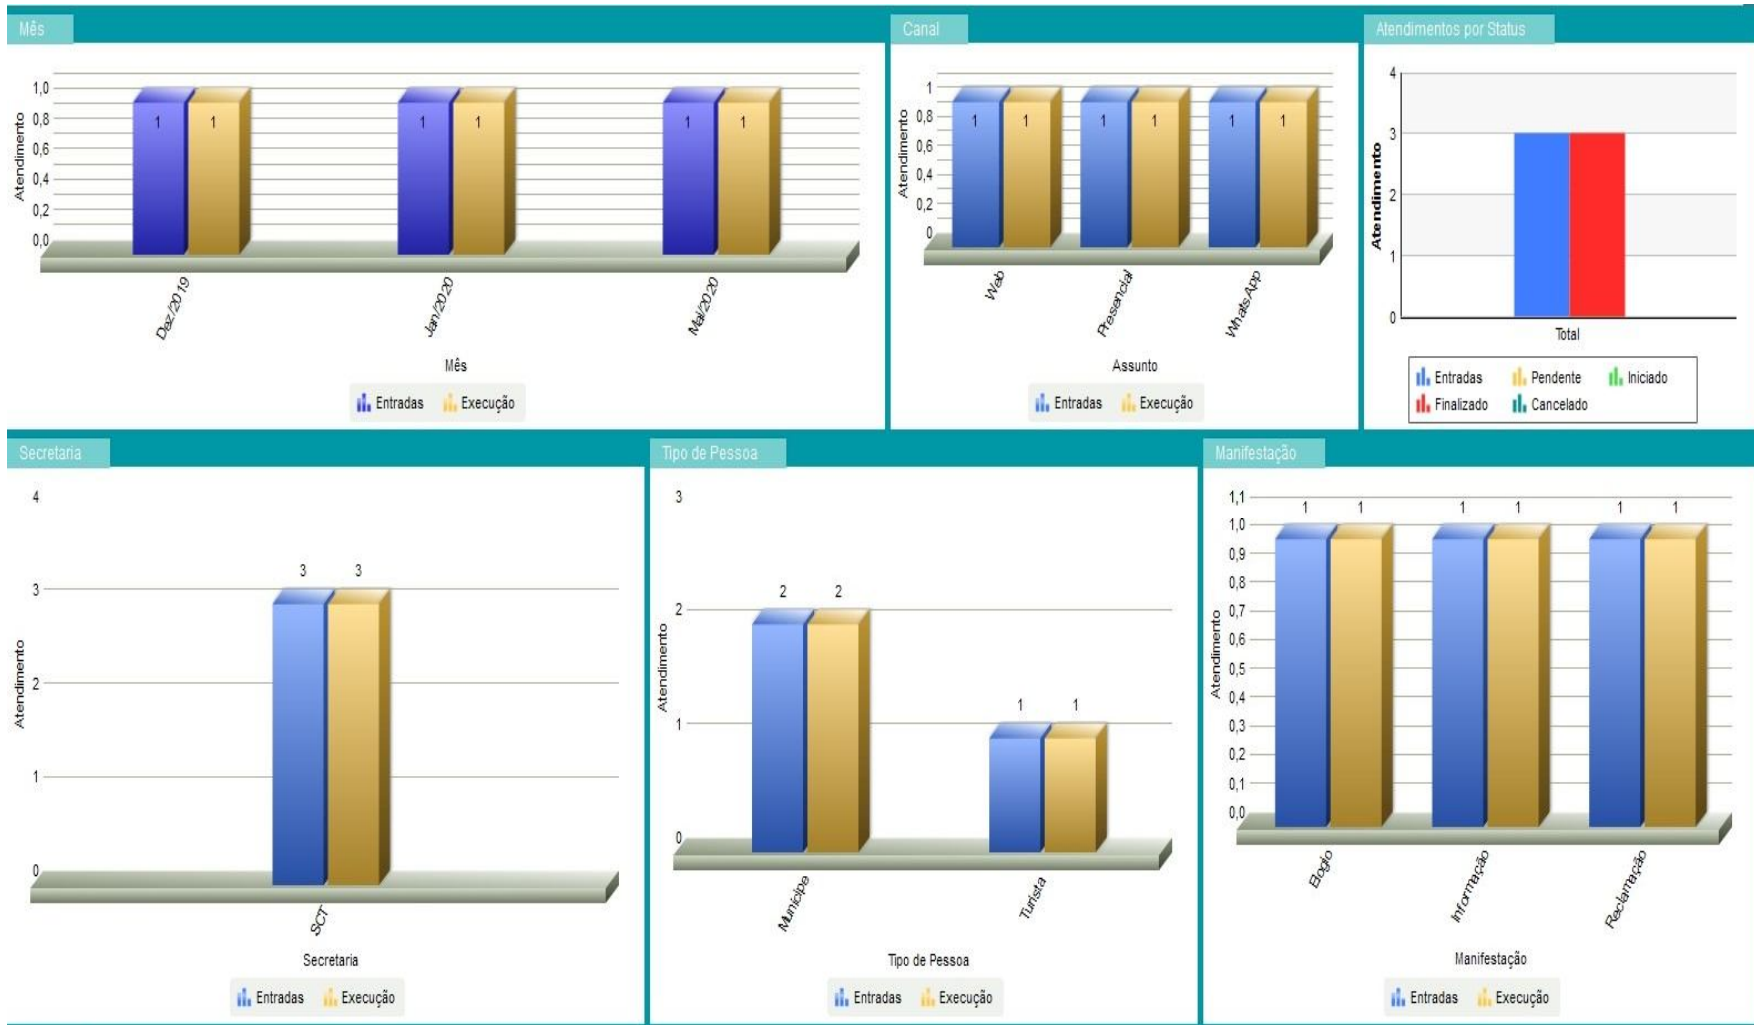 Mês
Atendimento
1,0
0,8
0,6
0,4
0,2
0,0
1 1 1 1 1 1
Dez/2019 Jan/2020 Mai/2020
Mês
Entradas Execução
Canal
Atendimento
1
0,8
0,6
0,4
0,2
0
1 1 1 1 1 1
Web Presencial WhatsApp
Assunto
Entradas Execução
Atendimentos por Status
Atendimento
4
3
2
1
0
Total
Entradas Pendente Iniciado
Finalizado Cancelado
Secretaria
Atendimento
4
3
2
1
0
3 3
SCT
Secretaria
Entradas Execução
Tipo de Pessoa
Atendimento
3
2
1
0
2 2 1 1
Munícipe Turista
Tipo de Pessoa
Entradas Execução
Manifestação
Atendimento
1,1
1,0
0,9
0,8
0,7
0,6
0,5
0,4
0,3
0,2
0,1
0,0
1 1 1 1 1 1
Elogio Informação Reclamação
Manifestação
Entradas Execução